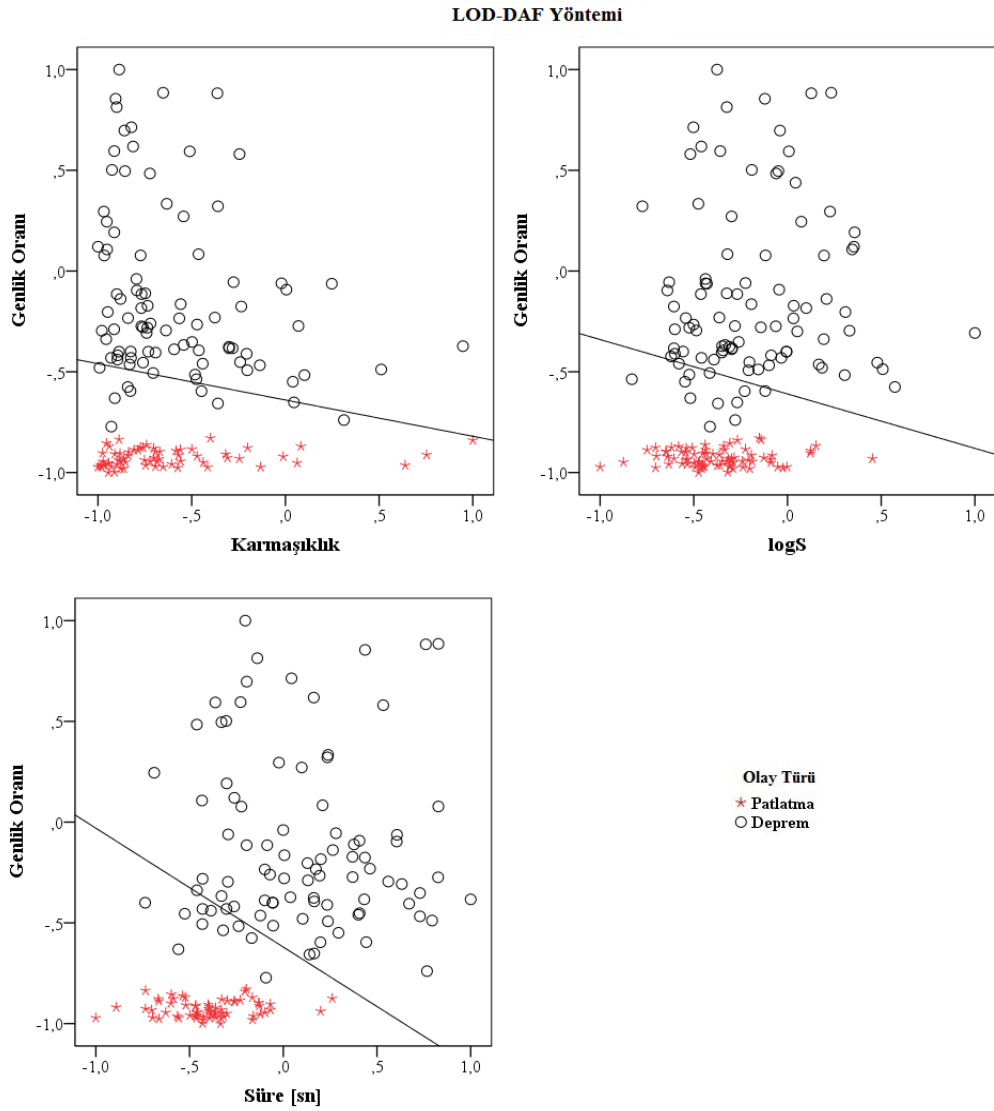 LOD-DAF Yöntemi
Genlik Oranı
1,0
,5
,0
-,5
-1,0
-1,0 -,5 ,0 ,5 1,0
Karmaşıklık
Genlik Oranı
1,0
,5
,0
-,5
-1,0
-1,0 -,5 ,0 ,5 1,0
logS
Genlik Oranı
1,0
,5
,0
-,5
-1,0
-1,0 -,5 ,0 ,5 1,0
Süre [sn]
Olay Türü
Patlatma
Deprem